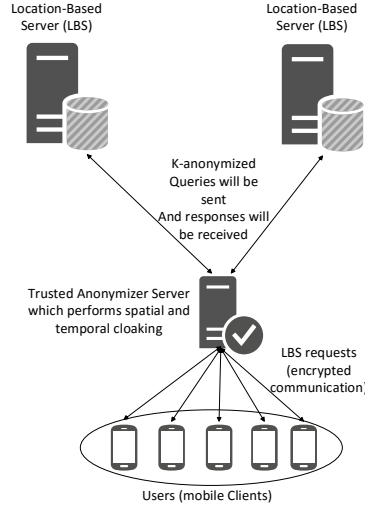 Location-Based
Server (LBS)
Location-Based
Server (LBS)
K-anonymized
Queries will be
sent
And responses will
be received
Trusted Anonymizer Server
which performs spatial and
temporal cloaking
LBS requests
(encrypted
communication)
Users (mobile Clients)